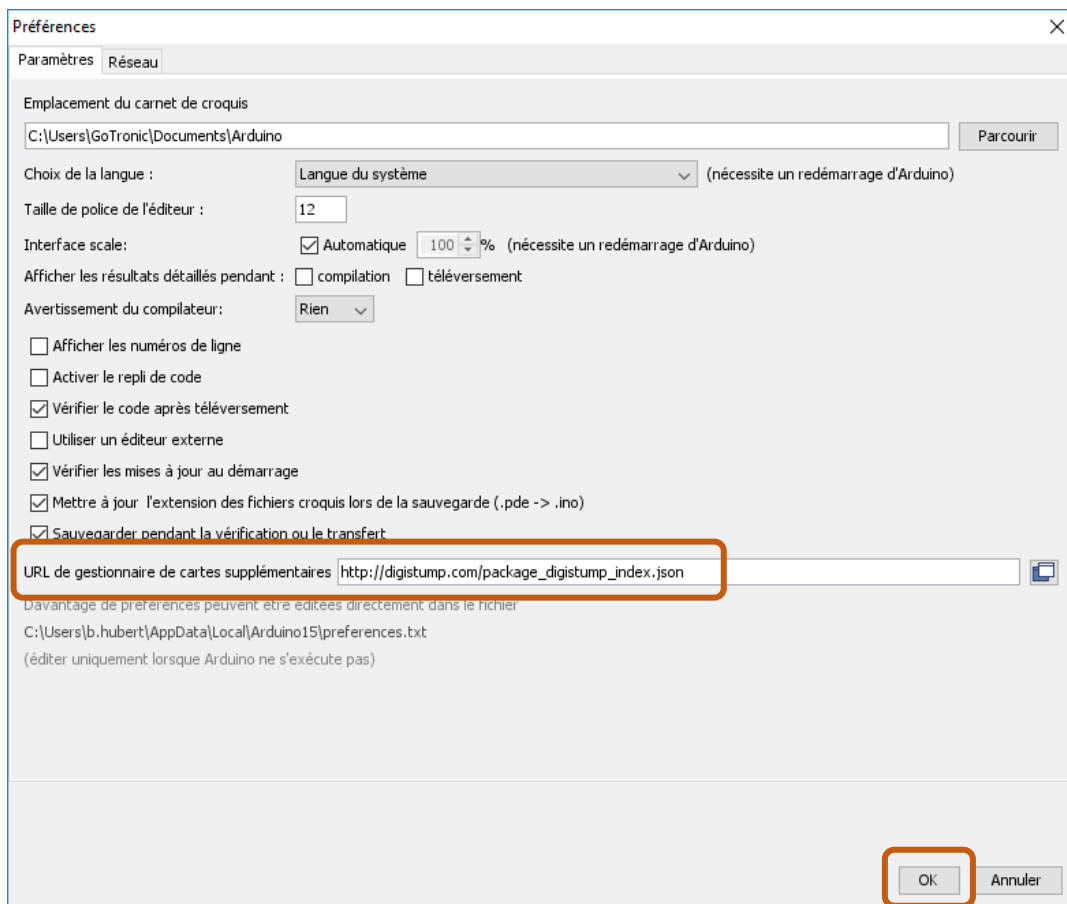 Préférences
Paramètres Réseau
Emplacement du carnet de croquis
C:\Users\GoTronic\Documents\Arduino Parcourir
Choix de la langue : Langue du système (nécessite un redémarrage d'Arduino)
Taille de police de l'éditeur : 12
Interface scale: Automatique 100 % (nécessite un redémarrage d'Arduino)
Afficher les résultats détaillés pendant : compilation téléversement
Avertissement du compilateur: Rien
Afficher les numéros de ligne
Activer le repli de code
Vérifier le code après téléversement
Utiliser un éditeur externe
Vérifier les mises à jour au démarrage
Mettre à jour l'extension des fichiers croquis lors de la sauvegarde (.pde -> .ino)
Sauvegarder pendant la vérification ou le transfert
URL de gestionnaire de cartes supplémentaires http://digistump.com/package_digistump_index.json
Davantage de préférences peuvent être éditées directement dans le fichier
C:\Users\b.hubert\AppData\Local\Arduino15\preferences.txt
(éditer uniquement lorsque Arduino ne s'exécute pas)
OK Annuler